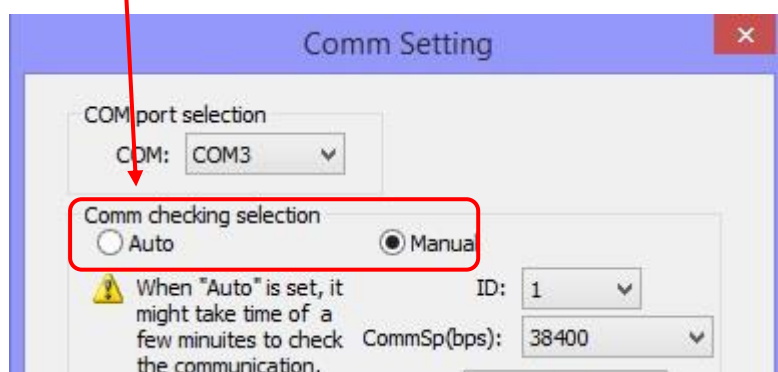 Comm Setting
COM port selection
COM: COM3
Comm checking selection
Auto Manual
When "Auto" is set, it
might take time of a
few minuites to check
the communication.
ID: 1
CommSp(bps): 38400